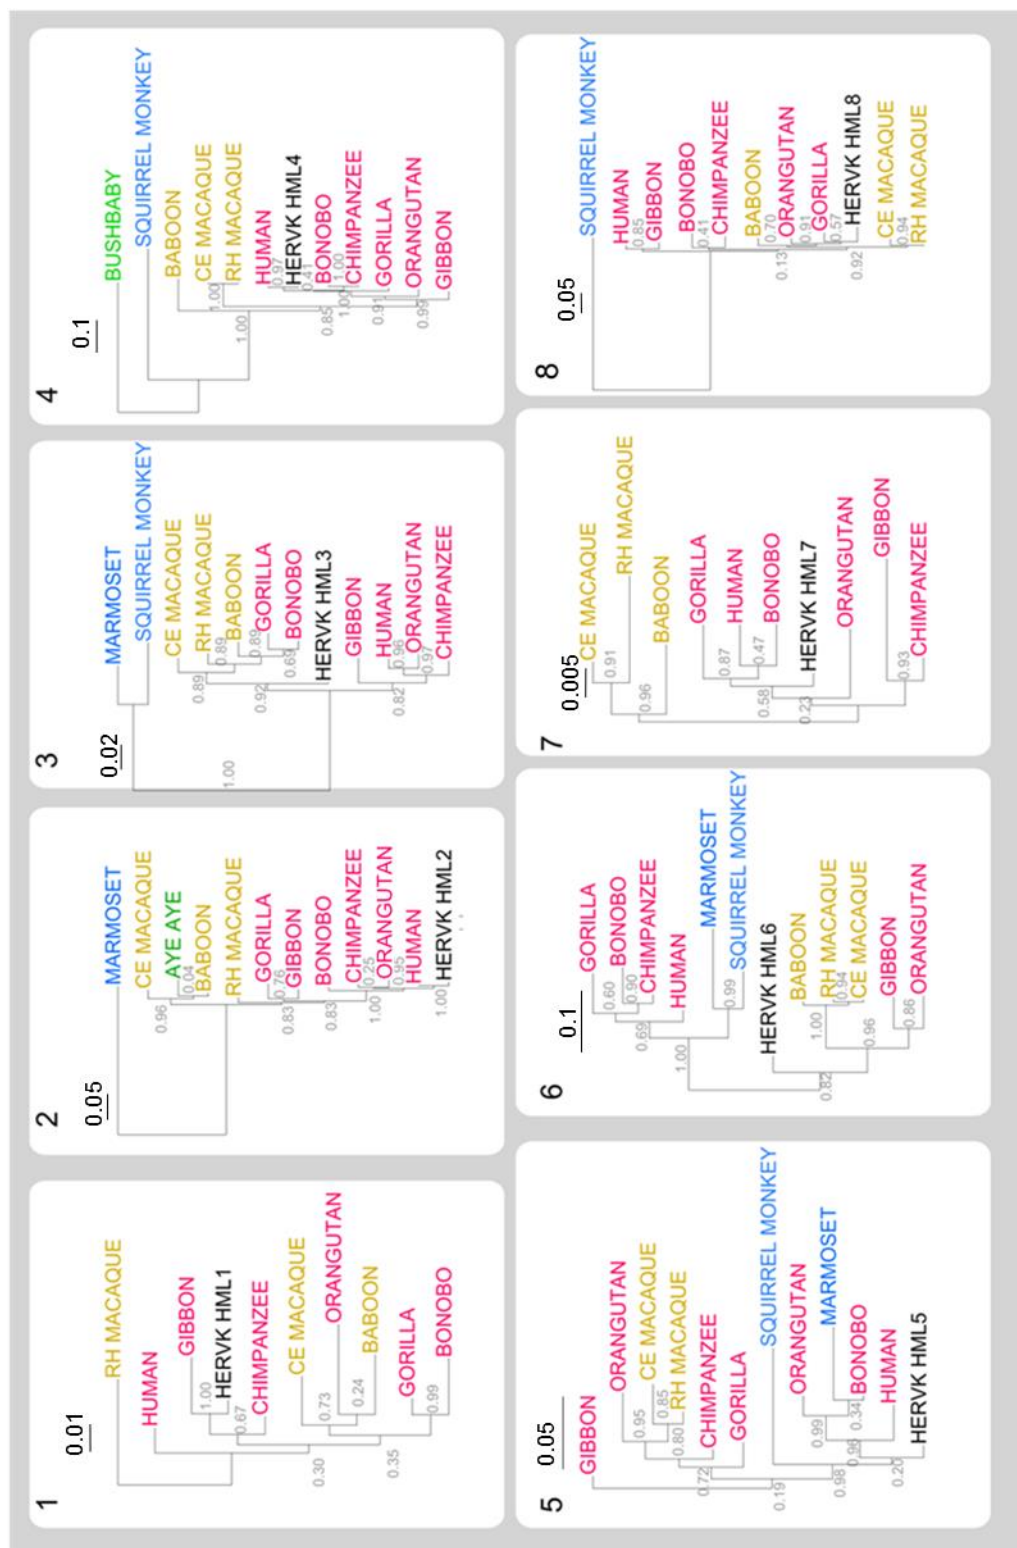 1
0.01
RH MACAQUE
HUMAN
GIBBON
1.00
HERVK HML1
0.67
CHIMPANZEE
0.30
CE MACAQUE
0.73
ORANGUTAN
0.24
BABOON
0.35
GORILLA
0.99
BONOBO
2
0.05
MARMOSET
CE MACAQUE
0.96
AYE AYE
0.04
BABOON
RH MACAQUE
GORILLA
0.76
0.83
GIBBON
BONOBO
0.83
CHIMPANZEE
0.25
1.00
ORANGUTAN
0.95
HUMAN
1.00
HERVK HML2
3
0.02
MARMOSET
SQUIRREL MONKEY
CE MACAQUE
0.89
RH MACAQUE
0.89
BABOON
0.89
GORILLA
0.92
0.69
BONOBO
1.00
HERVK HML3
GIBBON
HUMAN
0.82
0.96
ORANGUTAN
0.97
CHIMPANZEE
4
0.1
BUSHBABY
SQUIRREL MONKEY
BABOON
CE MACAQUE
1.00
RH MACAQUE
1.00
HUMAN
0.97
HERVK HML4
0.41
BONOBO
0.85
1.00
CHIMPANZEE
1.00
GORILLA
0.91
ORANGUTAN
0.99
GIBBON
5
0.05
GIBBON
ORANGUTAN
0.95
CE MACAQUE
0.85
RH MACAQUE
0.80
CHIMPANZEE
0.72
GORILLA
SQUIRREL MONKEY
0.19
ORANGUTAN
0.99
MARMOSET
0.98
0.34
BONOBO
HUMAN
0.20
HERVK HML5
6
0.1
GORILLA
0.60
BONOBO
0.90
CHIMPANZEE
0.69
HUMAN
1.00
MARMOSET
0.99
SQUIRREL MONKEY
HERVK HML6
BABOON
1.00
RH MACAQUE
0.82
0.94
CE MACAQUE
0.96
GIBBON
0.86
ORANGUTAN
7
0.005
CE MACAQUE
0.91
RH MACAQUE
0.96
BABOON
GORILLA
0.87
HUMAN
0.47
BONOBO
0.58
HERVK HML7
0.23
ORANGUTAN
GIBBON
0.93
CHIMPANZEE
8
0.05
SQUIRREL MONKEY
HUMAN
0.85
GIBBON
BONOBO
0.41
CHIMPANZEE
BABOON
0.70
0.13
ORANGUTAN
0.91
GORILLA
0.57
HERVK HML8
0.92
CE MACAQUE
0.94
RH MACAQUE